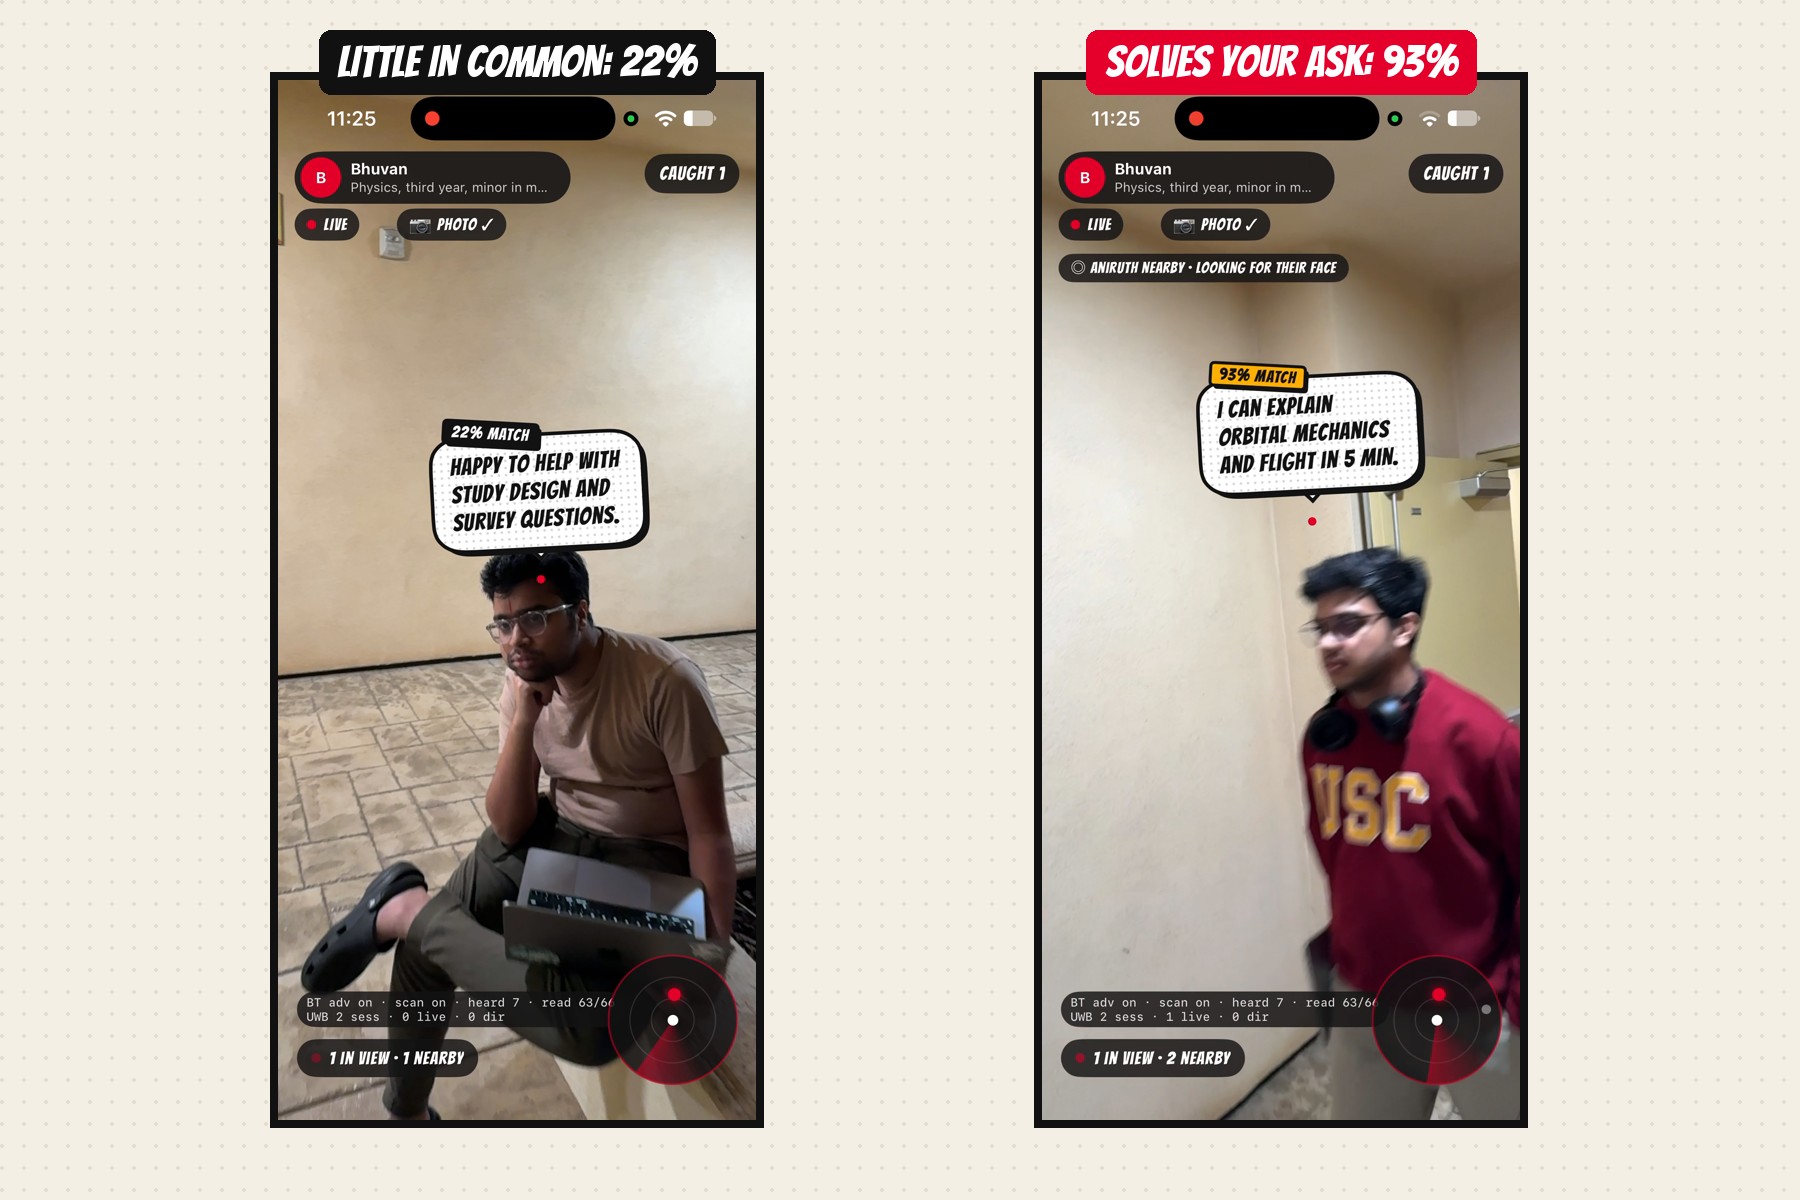 LITTLE IN COMMON: 22%
11:25
B
Bhuvan
Physics, third year, minor in m...
CAUGHT 1
LIVE
PHOTO ✓
22% MATCH
HAPPY TO HELP WITH
STUDY DESIGN AND
SURVEY QUESTIONS.
BT adv on · scan on · heard 7 · read 63/66
UWB 2 sess · 0 live · 0 dir
1 IN VIEW · 1 NEARBY
SOLVES YOUR ASK: 93%
11:25
B
Bhuvan
Physics, third year, minor in m...
CAUGHT 1
LIVE
PHOTO ✓
ANIRUTH NEARBY · LOOKING FOR THEIR FACE
93% MATCH
I CAN EXPLAIN
ORBITAL MECHANICS
AND FLIGHT IN 5 MIN.
USC
BT adv on · scan on · heard 7 · read 63/66
UWB 2 sess · 1 live · 0 dir
1 IN VIEW · 2 NEARBY